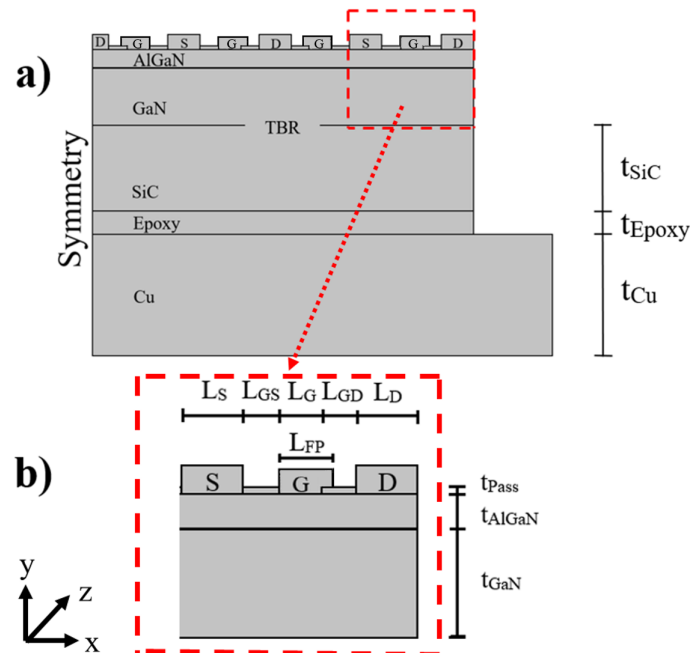 a)
D G S G D G S G D
AlGaN
GaN
TBR
SiC
Epoxy
Cu
Symmetry
tSiC
tEpoxy
tCu
b)
LS LGS LG LGD LD
LFP
S G D
tPass
tAlGaN
tGaN
y
z
x